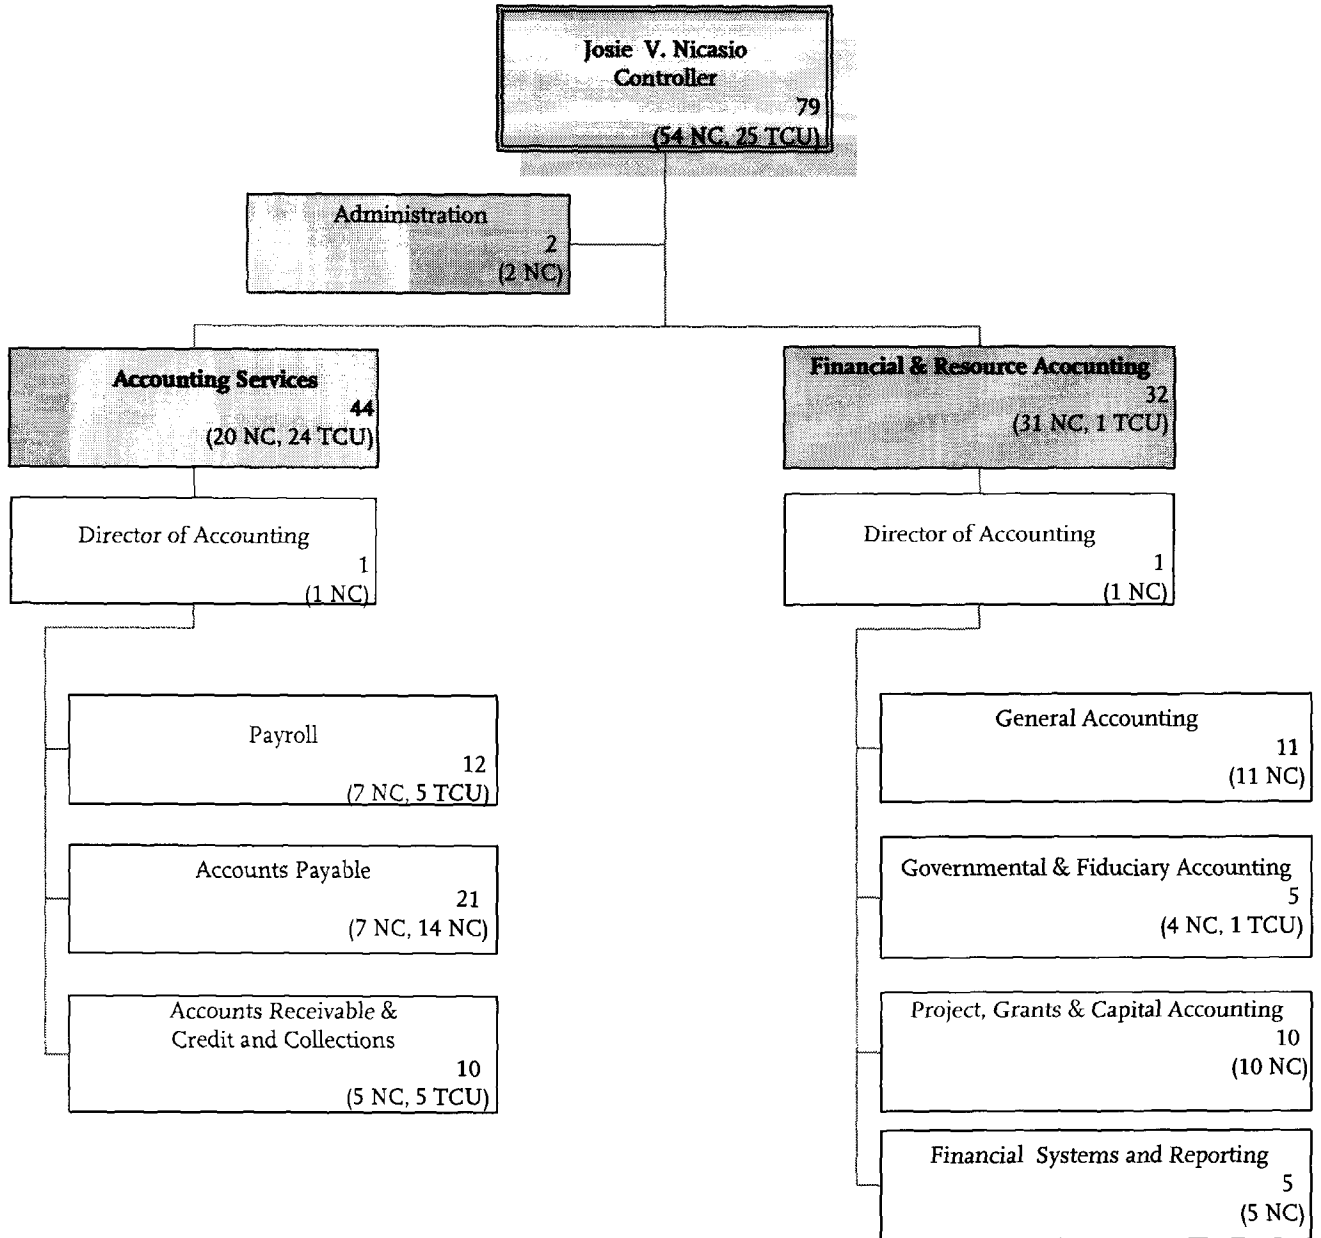 Josie V. Nicasio
Controller
79
(54 NC, 25 TCU)
Administration
2
(2 NC)
Accounting Services
44
(20 NC, 24 TCU)
Financial & Resource Acocunting
32
(31 NC, 1 TCU)
Director of Accounting
1
(1 NC)
Director of Accounting
1
(1 NC)
Payroll
12
(7 NC, 5 TCU)
Accounts Payable
21
(7 NC, 14 NC)
Accounts Receivable &
Credit and Collections
10
(5 NC, 5 TCU)
General Accounting
11
(11 NC)
Governmental & Fiduciary Accounting
5
(4 NC, 1 TCU)
Project, Grants & Capital Accounting
10
(10 NC)
Financial Systems and Reporting
5
(5 NC)